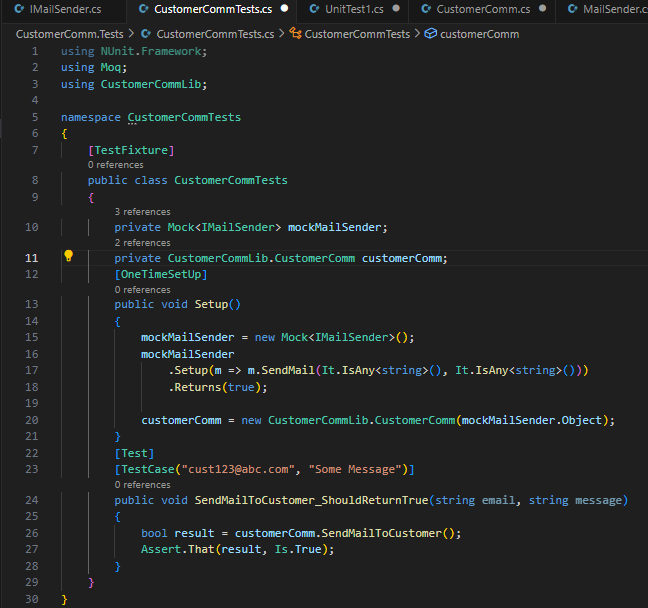 IMailSender.cs CustomerCommTests.cs UnitTest1.cs CustomerComm.cs MailSender.cs
CustomerComm.Tests > CustomerCommTests.cs > CustomerCommTests > customerComm
1 using NUnit.Framework;
2 using Moq;
3 using CustomerCommLib;
4
5 namespace CustomerCommTests
6 {
7 [TestFixture]
0 references
8 public class CustomerCommTests
9 {
3 references
10 private Mock<IMailSender> mockMailSender;
2 references
11 private CustomerCommLib.CustomerComm customerComm;
12 [OneTimeSetUp]
0 references
13 public void Setup()
14 {
15 mockMailSender = new Mock<IMailSender>();
16 mockMailSender
17 .Setup(m => m.SendMail(It.IsAny<string>(), It.IsAny<string>()))
18 .Returns(true);
19
20 customerComm = new CustomerCommLib.CustomerComm(mockMailSender.Object);
21 }
22 [Test]
23 [TestCase("cust123@abc.com", "Some Message")]
0 references
24 public void SendMailToCustomer_ShouldReturnTrue(string email, string message)
25 {
26 bool result = customerComm.SendMailToCustomer();
27 Assert.That(result, Is.True);
28 }
29 }
30 }